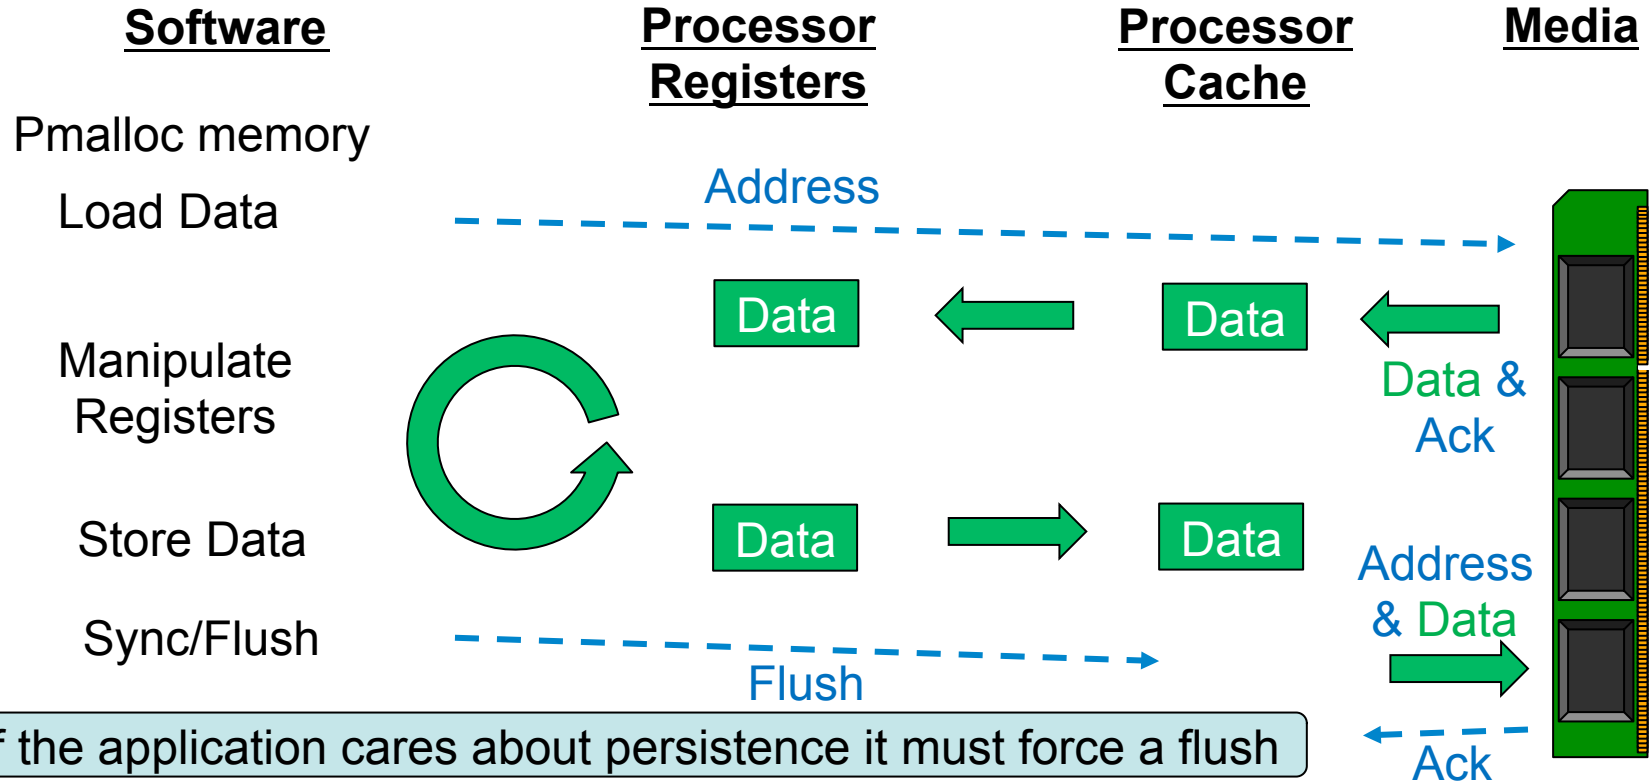 Software
Processor
Registers
Processor
Cache
Media
Pmalloc memory
Load Data
Address
Data
Data
Data &
Ack
Manipulate
Registers
Store Data
Data
Data
Address
& Data
Sync/Flush
Flush
f the application cares about persistence it must force a flush
Ack